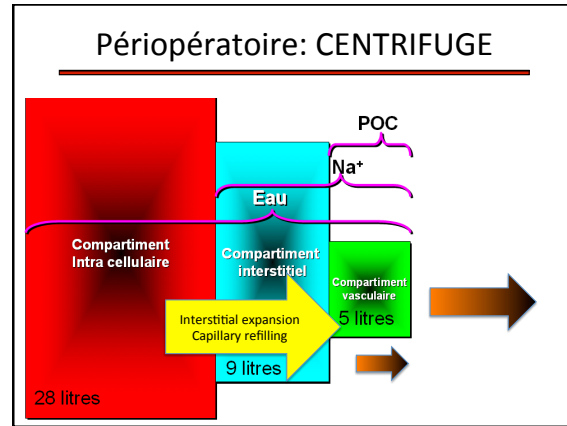 Périopératoire: CENTRIFUGE
POC
Na⁺
Eau
Compartiment
Intra cellulaire
Compartiment
interstitiel
Compartiment
vasculaire
Interstitial expansion
Capillary refilling
5 litres
9 litres
28 litres